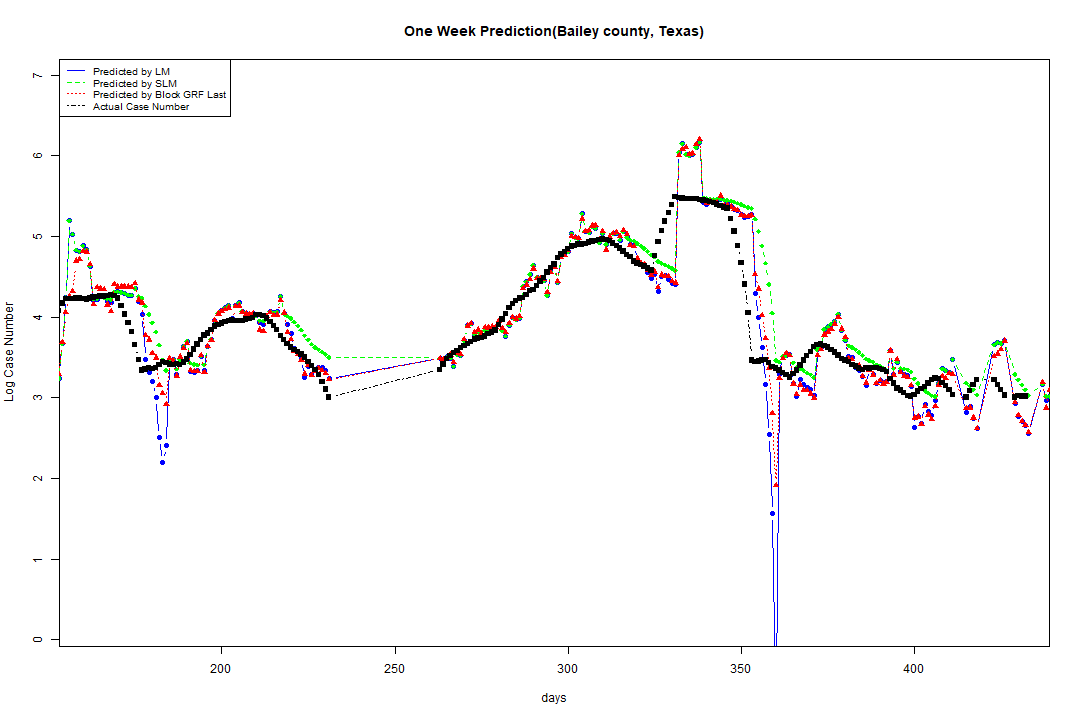 One Week Prediction(Bailey county, Texas)
Predicted by LM
Predicted by SLM
Predicted by Block GRF Last
Actual Case Number
7
6
5
4
3
2
1
0
Log Case Number
200 250 300 350 400
days